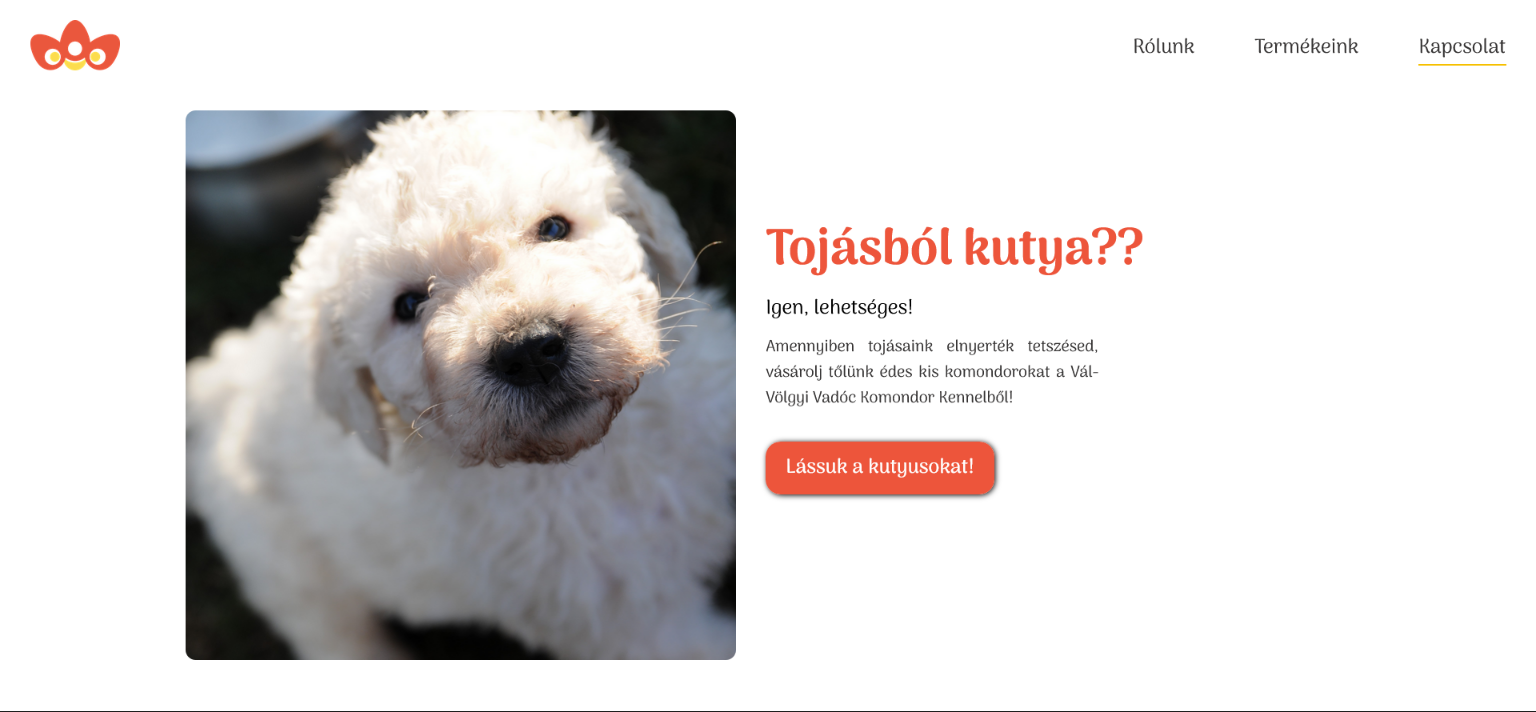 Rólunk Termékeink Kapcsolat
Tojásból kutya??
Igen, lehetséges!
Amennyiben tojásaink elnyerték tetszésed,
vásárolj tőlünk édes kis komondorokat a Vál-
Völgyi Vadóc Komondor Kennelből!
Lássuk a kutyusokat!